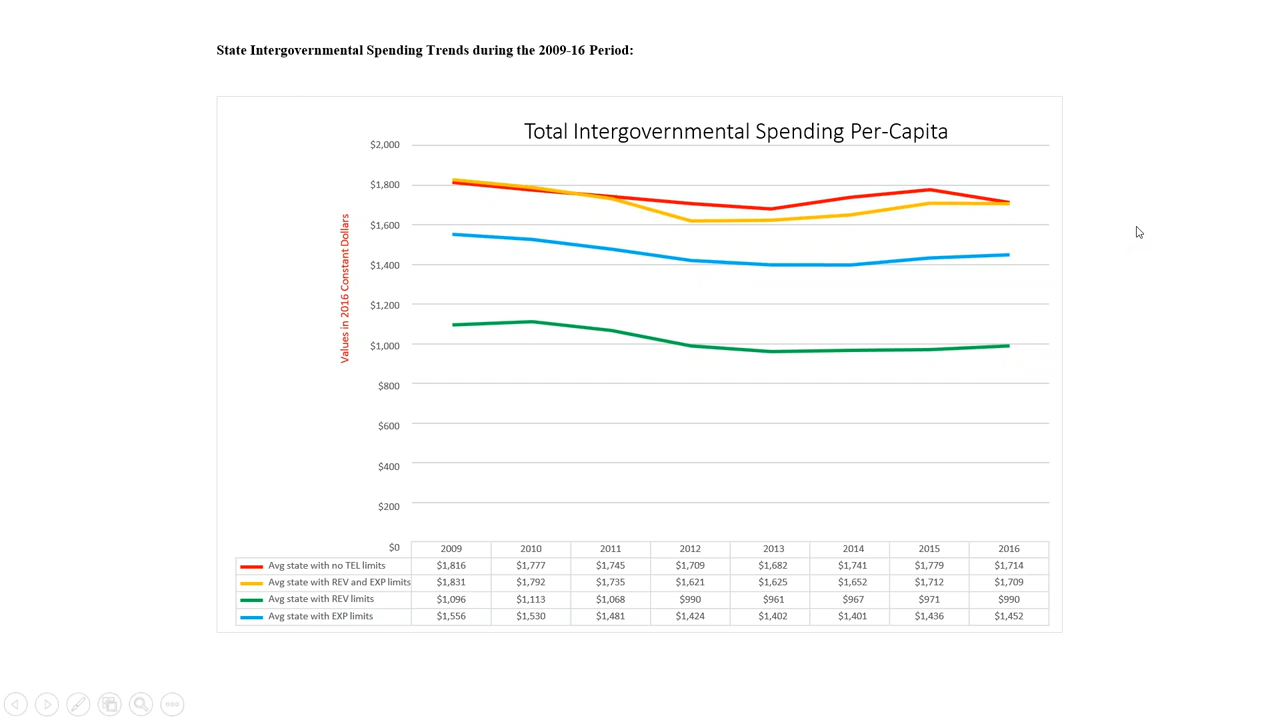 State Intergovernmental Spending Trends during the 2009-16 Period:
Total Intergovernmental Spending Per-Capita
Values in 2016 Constant Dollars
$2,000
$1,800
$1,600
$1,400
$1,200
$1,000
$800
$600
$400
$200
$0
2009 2010 2011 2012 2013 2014 2015 2016
Avg state with no TEL limits $1,816 $1,777 $1,745 $1,709 $1,682 $1,741 $1,779 $1,714
Avg state with REV and EXP limits $1,831 $1,792 $1,735 $1,621 $1,625 $1,652 $1,712 $1,709
Avg state with REV limits $1,096 $1,113 $1,068 $990 $961 $967 $971 $990
Avg state with EXP limits $1,556 $1,530 $1,481 $1,424 $1,402 $1,401 $1,436 $1,452